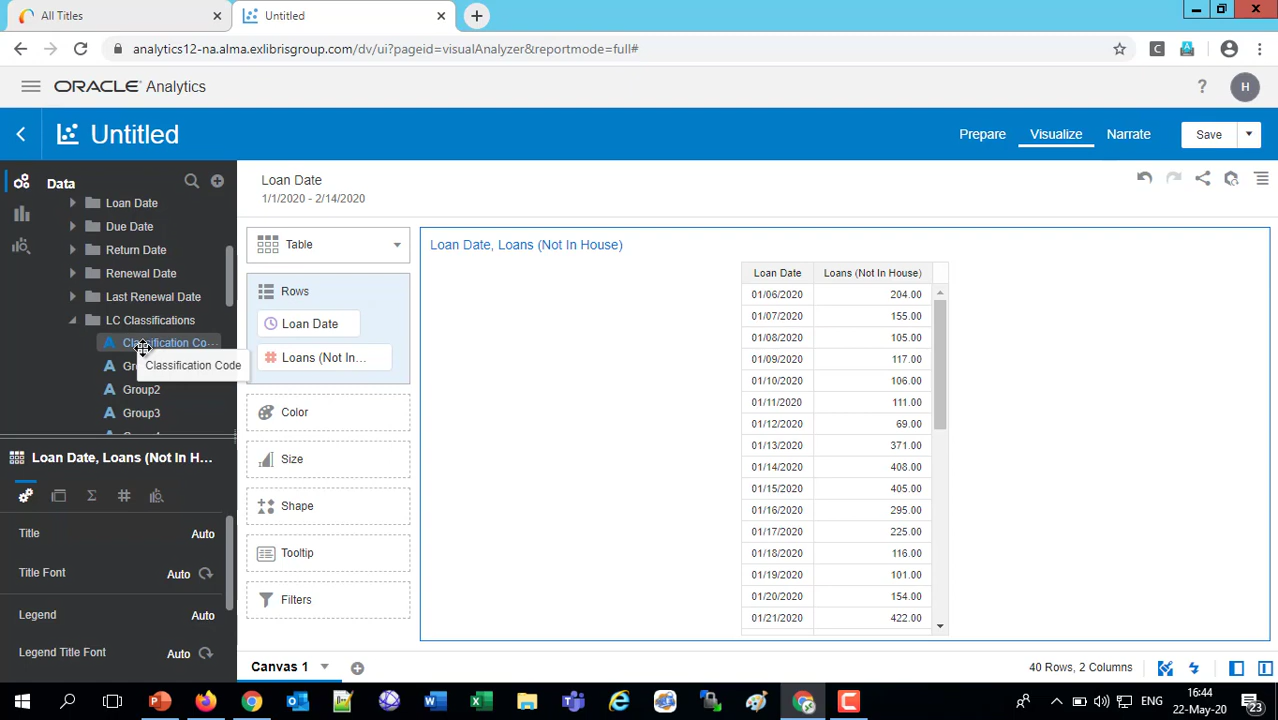 All Titles
Untitled
analytics12-na.alma.exlibrisgroup.com/dv/ui?pageid=visualAnalyzer&reportmode=full#
ORACLE Analytics
H
Untitled
Prepare
Visualize
Narrate
Save
Data
Loan Date
Due Date
Return Date
Renewal Date
Last Renewal Date
LC Classifications
Classification Co...
Classification Code
Group2
Group3
Loan Date, Loans (Not In H...
Title
Auto
Title Font
Auto
Legend
Auto
Legend Title Font
Auto
Loan Date
1/1/2020 - 2/14/2020
Table
Rows
Loan Date
Loans (Not In...
Color
Size
Shape
Tooltip
Filters
Loan Date, Loans (Not In House)
Loan Date Loans (Not In House)
01/06/2020 204.00
01/07/2020 155.00
01/08/2020 105.00
01/09/2020 117.00
01/10/2020 106.00
01/11/2020 111.00
01/12/2020 69.00
01/13/2020 371.00
01/14/2020 408.00
01/15/2020 405.00
01/16/2020 295.00
01/17/2020 225.00
01/18/2020 116.00
01/19/2020 101.00
01/20/2020 154.00
01/21/2020 422.00
Canvas 1
40 Rows, 2 Columns
ENG
16:44
22-May-20
23